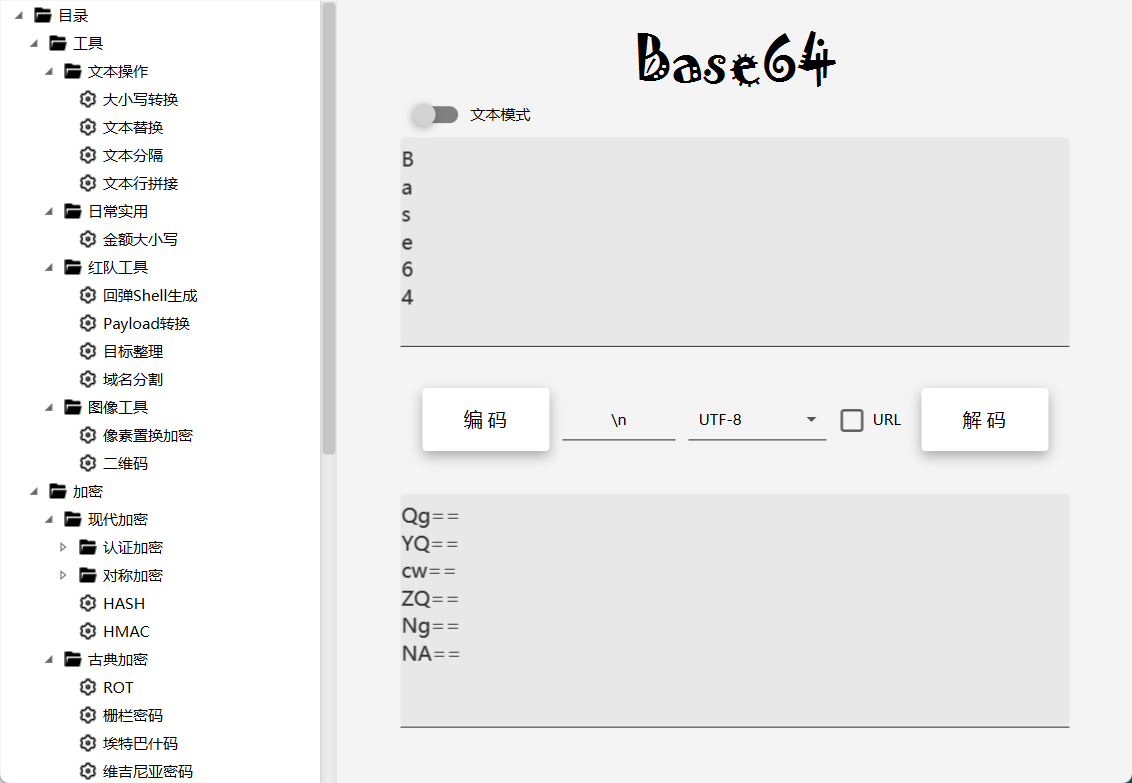 目录
工具
文本操作
大小写转换
文本替换
文本分隔
文本行拼接
日常实用
金额大小写
红队工具
回弹Shell生成
Payload转换
目标整理
域名分割
图像工具
像素置换加密
二维码
加密
现代加密
认证加密
对称加密
HASH
HMAC
古典加密
ROT
栅栏密码
埃特巴什码
维吉尼亚密码
Base64
文本模式
B
a
s
e
6
4
编 码
\n
UTF-8
URL
解 码
Qg==
YQ==
cw==
ZQ==
Ng==
NA==